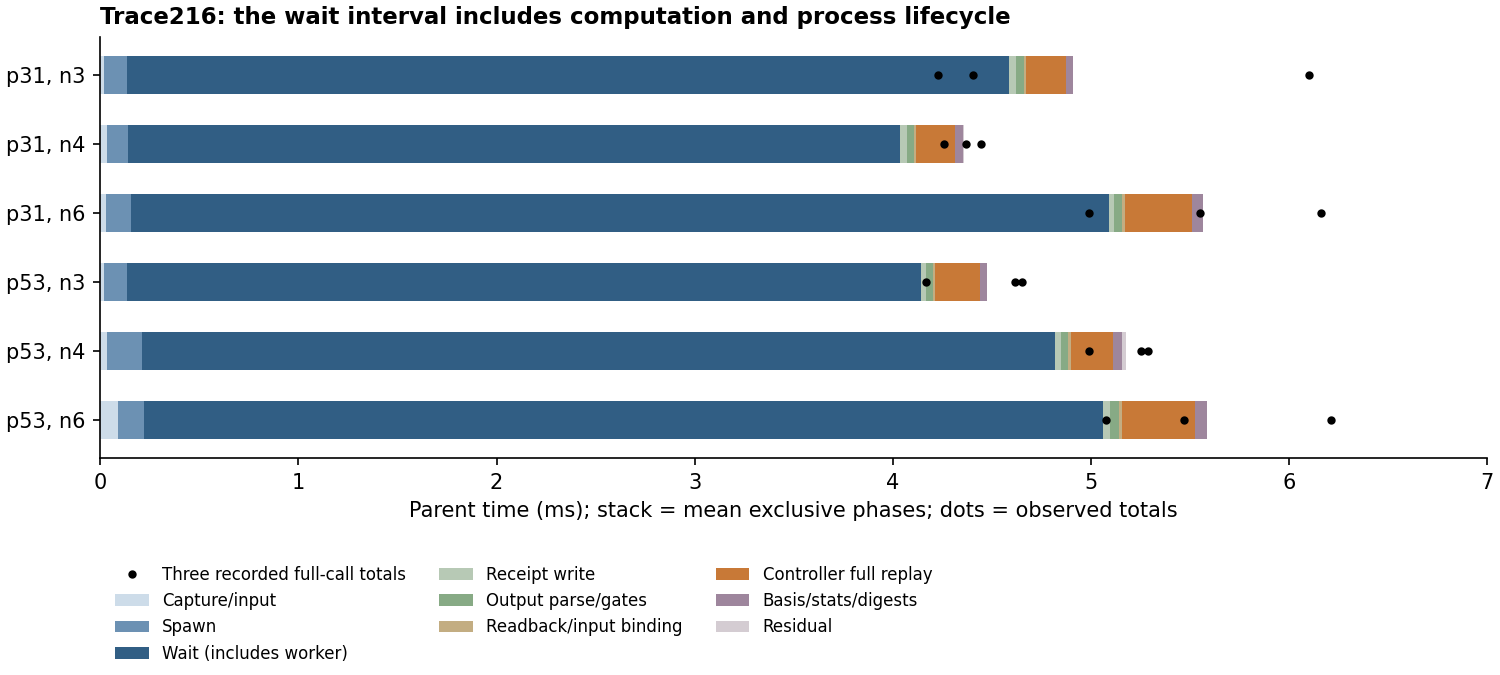 Trace216: the wait interval includes computation and process lifecycle
p31, n3
p31, n4
p31, n6
p53, n3
p53, n4
p53, n6
0 1 2 3 4 5 6 7
Parent time (ms); stack = mean exclusive phases; dots = observed totals
Three recorded full-call totals
Capture/input
Spawn
Wait (includes worker)
Receipt write
Output parse/gates
Readback/input binding
Controller full replay
Basis/stats/digests
Residual